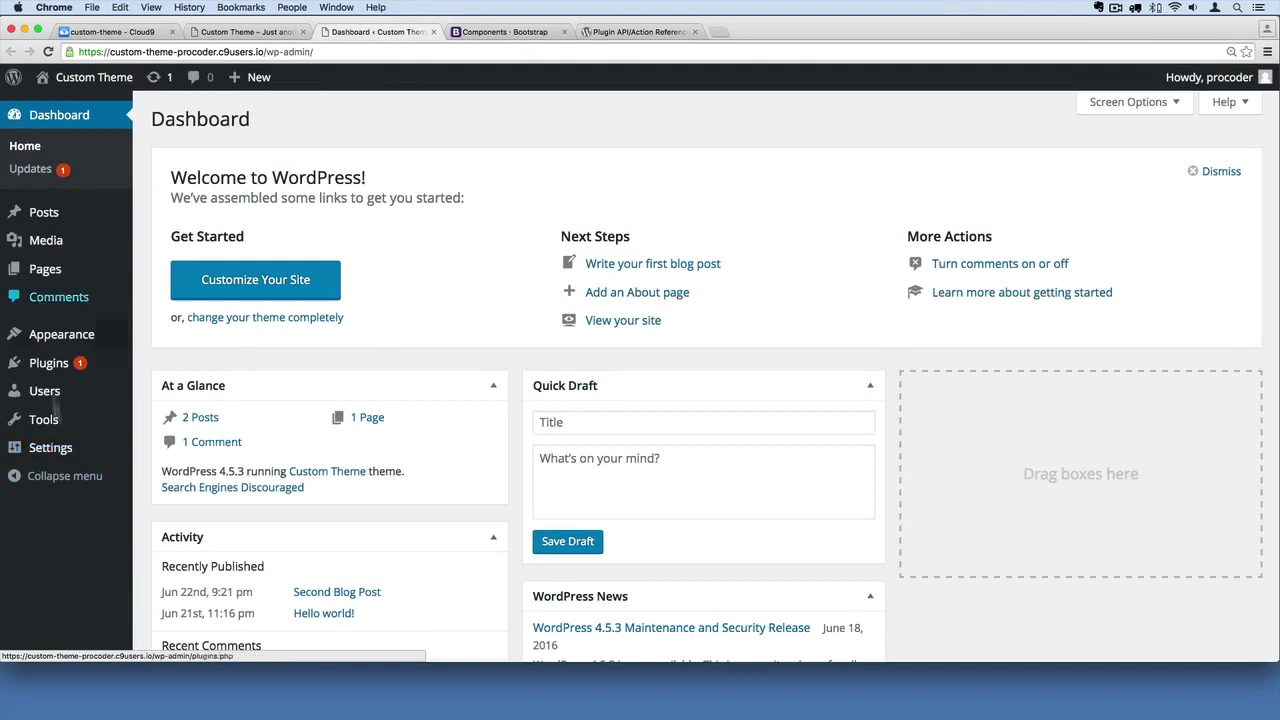 Chrome File Edit View History Bookmarks People Window Help
custom-theme - Cloud9
Custom Theme – Just ano
Dashboard ‹ Custom Them
Components · Bootstrap
Plugin API/Action Referenc
https://custom-theme-procoder.c9users.io/wp-admin/
Custom Theme 1 0 New
Howdy, procoder
Dashboard
Home
Updates 1
Posts
Media
Pages
Comments
Appearance
Plugins 1
Users
Tools
Settings
Collapse menu
Dashboard
Screen Options
Help
Welcome to WordPress!
We've assembled some links to get you started:
Dismiss
Get Started
Customize Your Site
or, change your theme completely
Next Steps
Write your first blog post
Add an About page
View your site
More Actions
Turn comments on or off
Learn more about getting started
At a Glance
2 Posts
1 Page
1 Comment
WordPress 4.5.3 running Custom Theme theme.
Search Engines Discouraged
Activity
Recently Published
Jun 22nd, 9:21 pm Second Blog Post
Jun 21st, 11:16 pm Hello world!
Recent Comments
Quick Draft
Title
What's on your mind?
Save Draft
WordPress News
WordPress 4.5.3 Maintenance and Security Release June 18,
2016
Drag boxes here
https://custom-theme-procoder.c9users.io/wp-admin/plugins.php